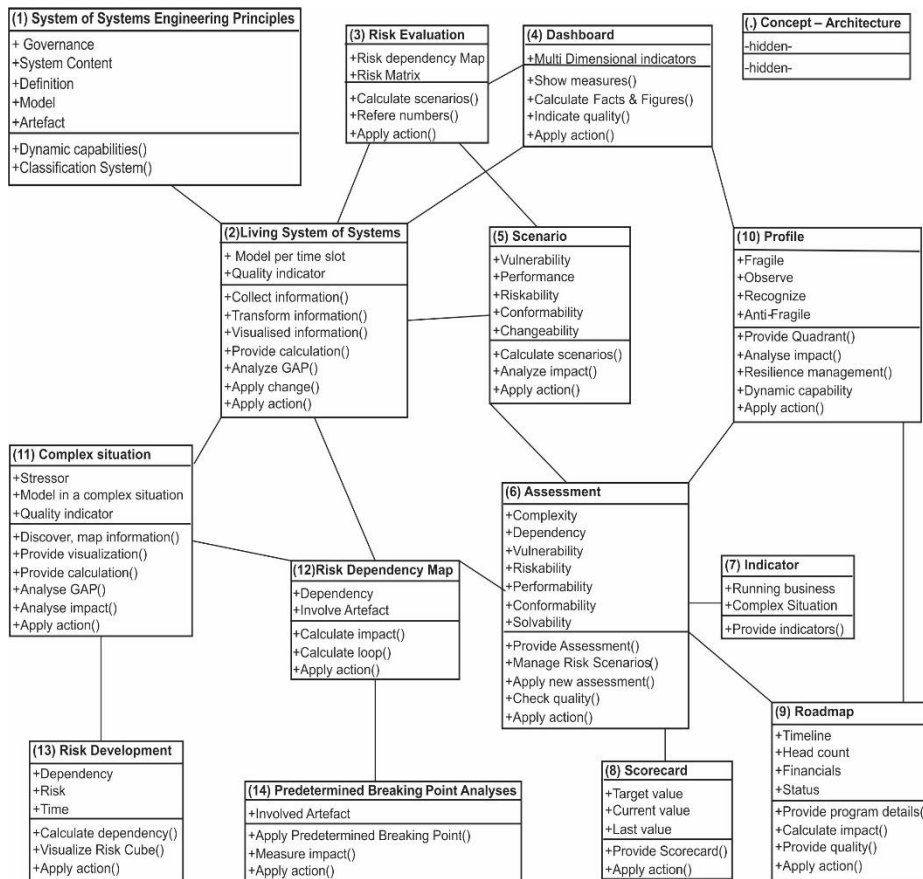 (1) System of Systems Engineering Principles
+ Governance
+System Content
+Definition
+Model
+Artefact
+Dynamic capabilities()
+Classification System()
(3) Risk Evaluation
+Risk dependency Map
+Risk Matrix
+Calculate scenarios()
+Refere numbers()
+Apply action()
(4) Dashboard
+Multi Dimensional indicators
+Show measures()
+Calculate Facts & Figures()
+Indicate quality()
+Apply action()
(.) Concept – Architecture
-hidden-
-hidden-
(2)Living System of Systems
+ Model per time slot
+Quality indicator
+Collect information()
+Transform information()
+Visualised information()
+Provide calculation()
+Analyze GAP()
+Apply change()
+Apply action()
(5) Scenario
+Vulnerability
+Performance
+Riskability
+Conformability
+Changeability
+Calculate scenarios()
+Analyze impact()
+Apply action()
(10) Profile
+Fragile
+Observe
+Recognize
+Anti-Fragile
+Provide Quadrant()
+Analyse impact()
+Resilience management()
+Dynamic capability
+Apply action()
(11) Complex situation
+Stressor
+Model in a complex situation
+Quality indicator
+Discover, map information()
+Provide visualization()
+Provide calculation()
+Analyse GAP()
+Analyse impact()
+Apply action()
(12)Risk Dependency Map
+Dependency
+Involve Artefact
+Calculate impact()
+Calculate loop()
+Apply action()
(6) Assessment
+Complexity
+Dependency
+Vulnerability
+Riskability
+Performability
+Conformability
+Solvability
+Provide Assessment()
+Manage Risk Scenarios()
+Apply new assessment()
+Check quality()
+Apply action()
(7) Indicator
+Running business
+Complex Situation
+Provide indicators()
(13) Risk Development
+Dependency
+Risk
+Time
+Calculate dependency()
+Visualize Risk Cube()
+Apply action()
(14) Predetermined Breaking Point Analyses
+Involved Artefact
+Apply Predetermined Breaking Point()
+Measure impact()
+Apply action()
(8) Scorecard
+Target value
+Current value
+Last value
+Provide Scorecard()
+Apply action()
(9) Roadmap
+Timeline
+Head count
+Financials
+Status
+Provide program details()
+Calculate impact()
+Provide quality()
+Apply action()